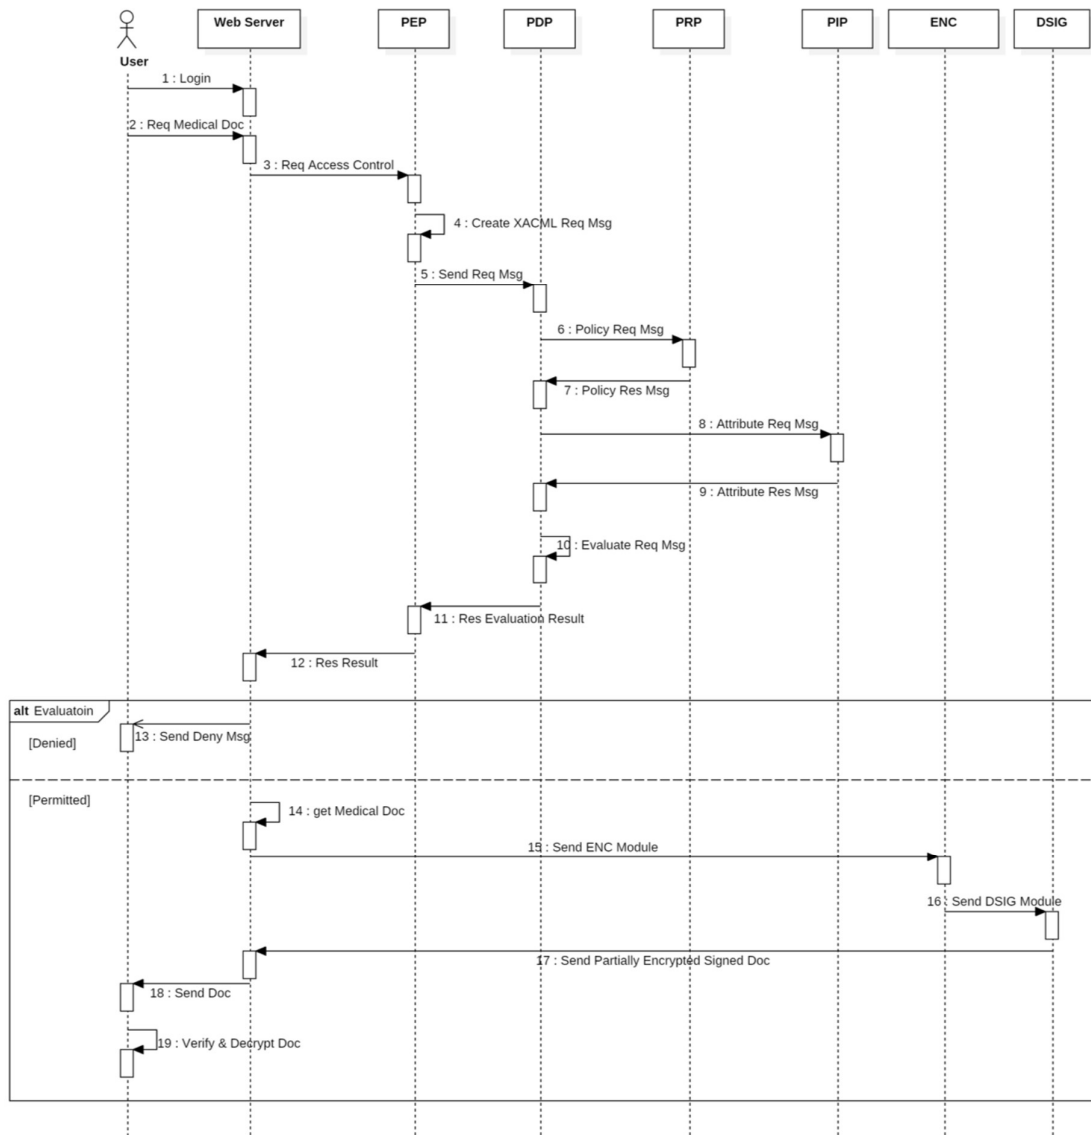 Web Server
PEP
PDP
PRP
PIP
ENC
DSIG
User
1 : Login
2 : Req Medical Doc
3 : Req Access Control
4 : Create XACML Req Msg
5 : Send Req Msg
6 : Policy Req Msg
7 : Policy Res Msg
8 : Attribute Req Msg
9 : Attribute Res Msg
10 : Evaluate Req Msg
11 : Res Evaluation Result
12 : Res Result
alt Evaluatoin
13 : Send Deny Msg
[Denied]
[Permitted]
14 : get Medical Doc
15 : Send ENC Module
16 : Send DSIG Module
17 : Send Partially Encrypted Signed Doc
18 : Send Doc
19 : Verify & Decrypt Doc